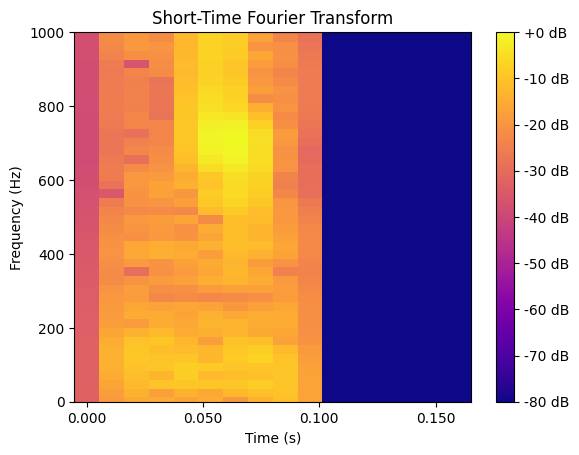 Short-Time Fourier Transform
1000
800
600
400
200
0
Frequency (Hz)
0.000
0.050
0.100
0.150
Time (s)
+0 dB
-10 dB
-20 dB
-30 dB
-40 dB
-50 dB
-60 dB
-70 dB
-80 dB